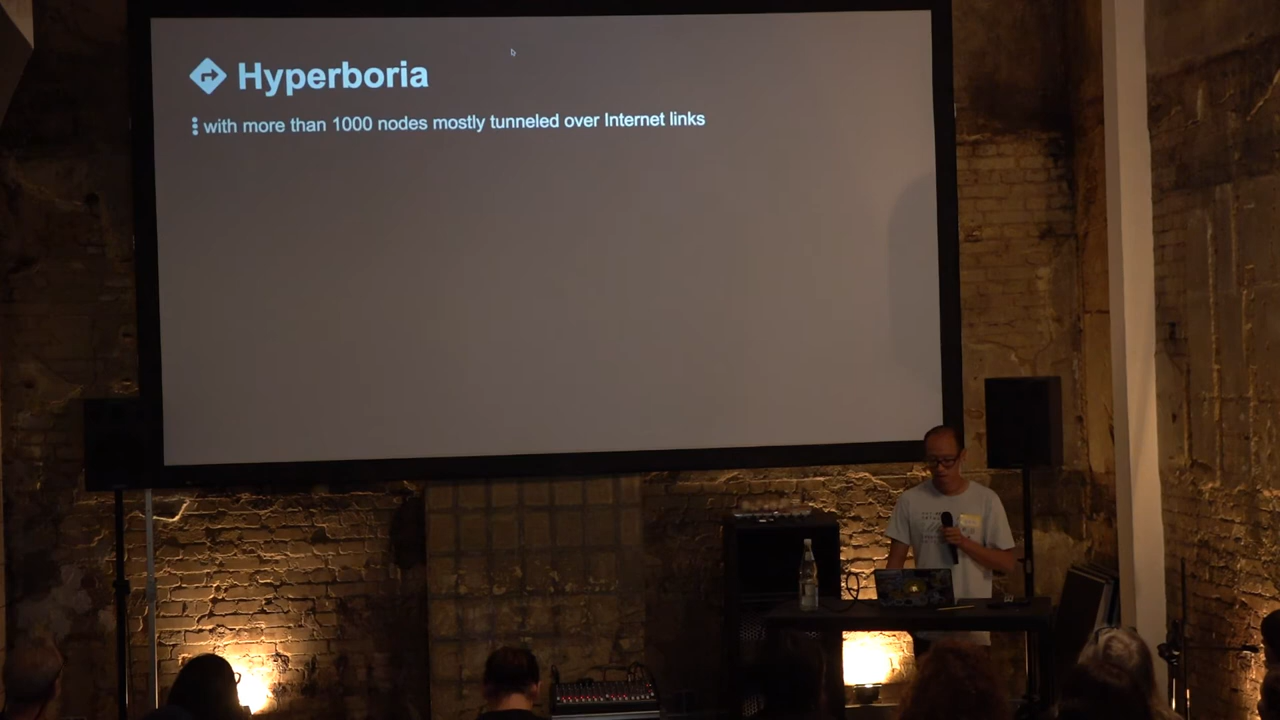 Hyperboria
with more than 1000 nodes mostly tunneled over Internet links